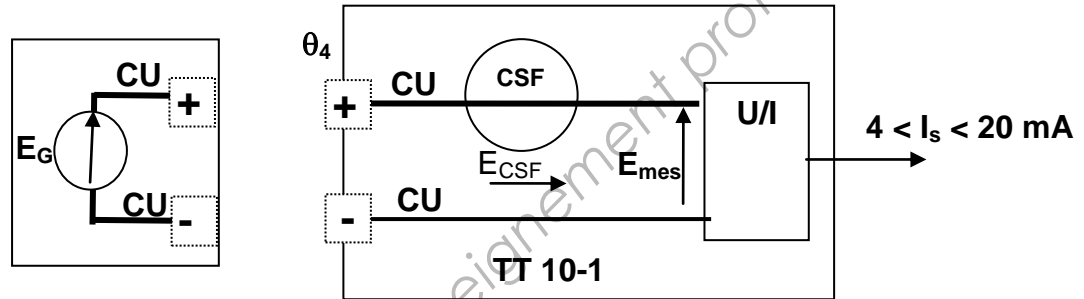 CU
+
E_G
CU
-
θ4
+
CU
CSF
E_CSF
E_mes
-
CU
U/I
4 < I_s < 20 mA
TT 10-1